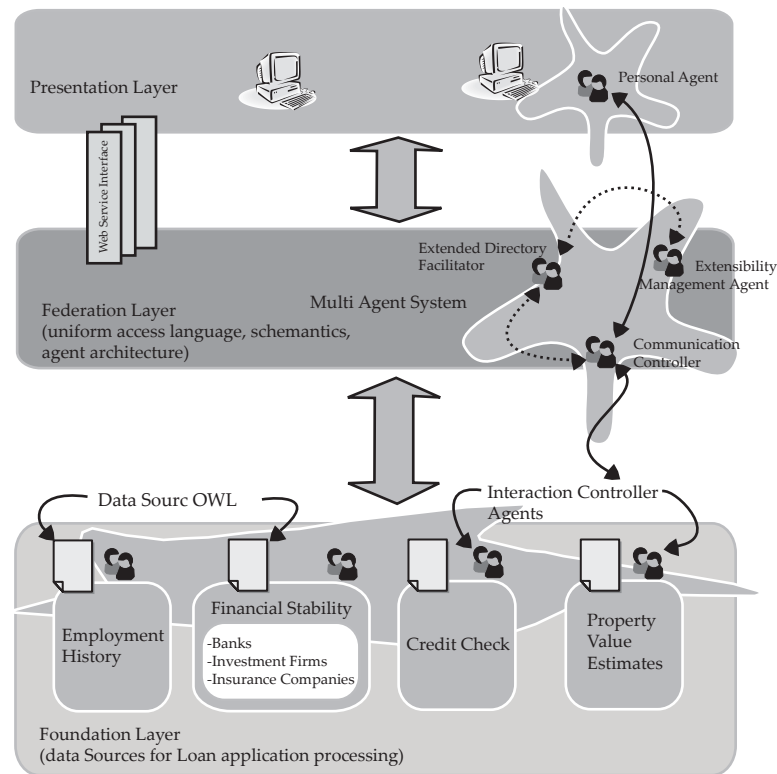 Presentation Layer
Personal Agent
Web Service Interface
Extended Directory
Facilitator
Extensibility
Management Agent
Multi Agent System
Federation Layer
(uniform access language, schemantics,
agent architecture)
Communication
Controller
Data Sourc OWL
Interaction Controller
Agents
Employment
History
Financial Stability
-Banks
-Investment Firms
-Insurance Companies
Credit Check
Property
Value
Estimates
Foundation Layer
(data Sources for Loan application processing)